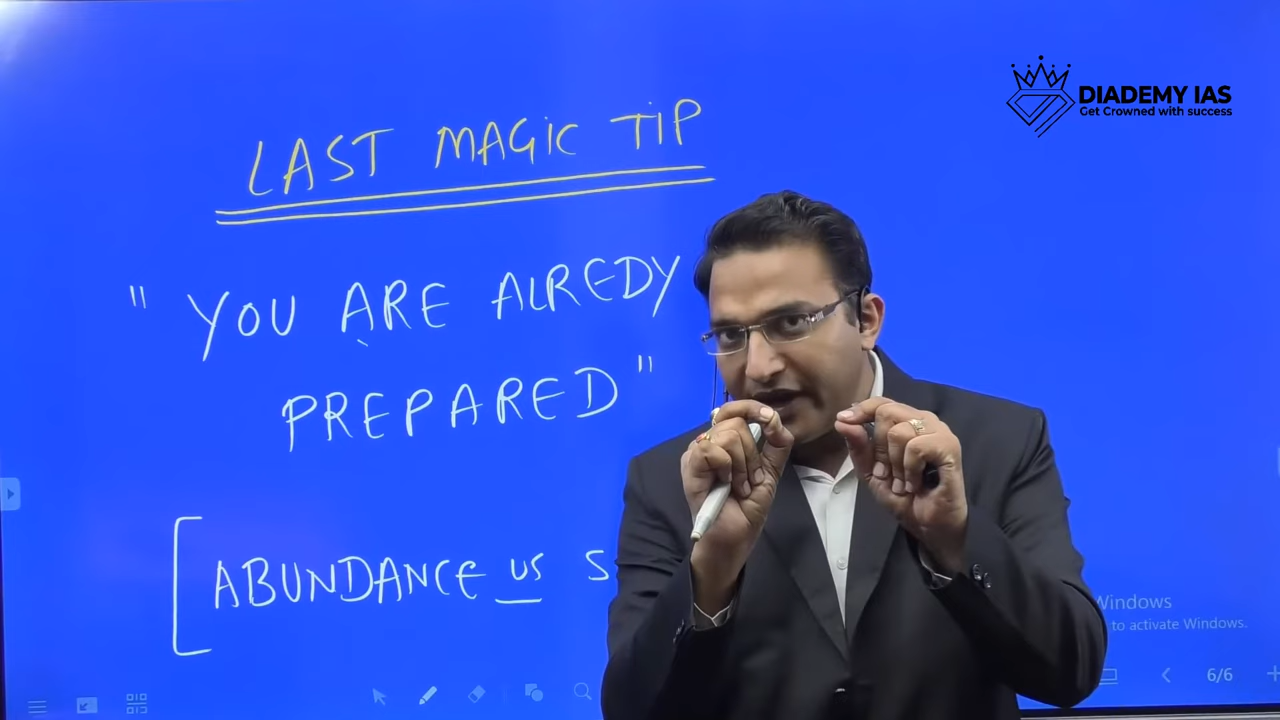 DIADEMY IAS
Get Crowned with success
LAST MAGIC TIP
" YOU ARE ALREDY
PREPARED "
[ ABUNDANCE us S
Windows
to activate Windows.
6/6